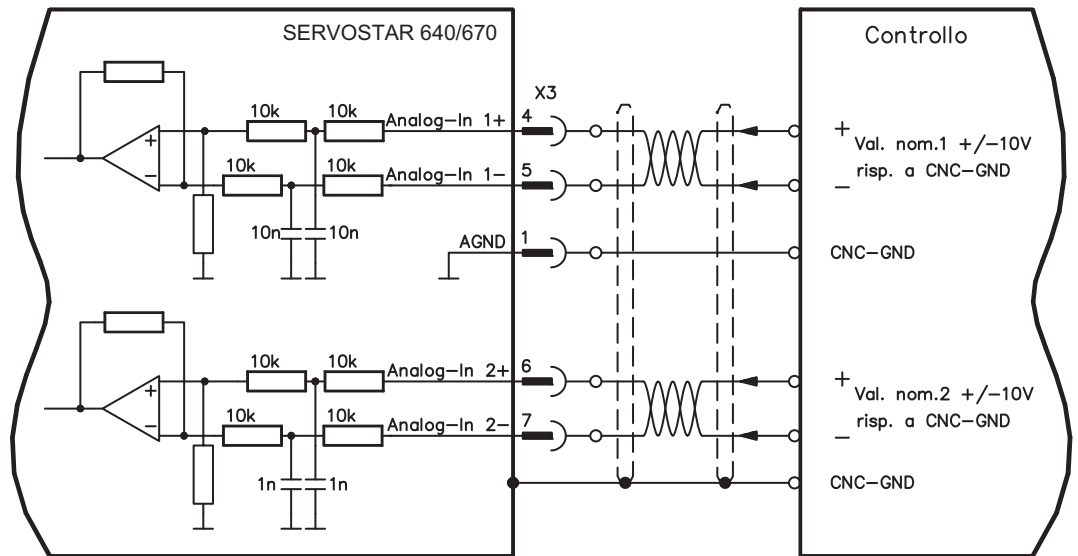 SERVOSTAR 640/670
Controllo
X3
10k 10k Analog-In 1+ 4
+ Val. nom.1 +/-10V
risp. a CNC-GND
-
+
-
10k 10k Analog-In 1- 5
10n 10n
AGND 1
CNC-GND
10k 10k Analog-In 2+ 6
+ Val. nom.2 +/-10V
risp. a CNC-GND
-
+
-
10k 10k Analog-In 2- 7
1n 1n
CNC-GND